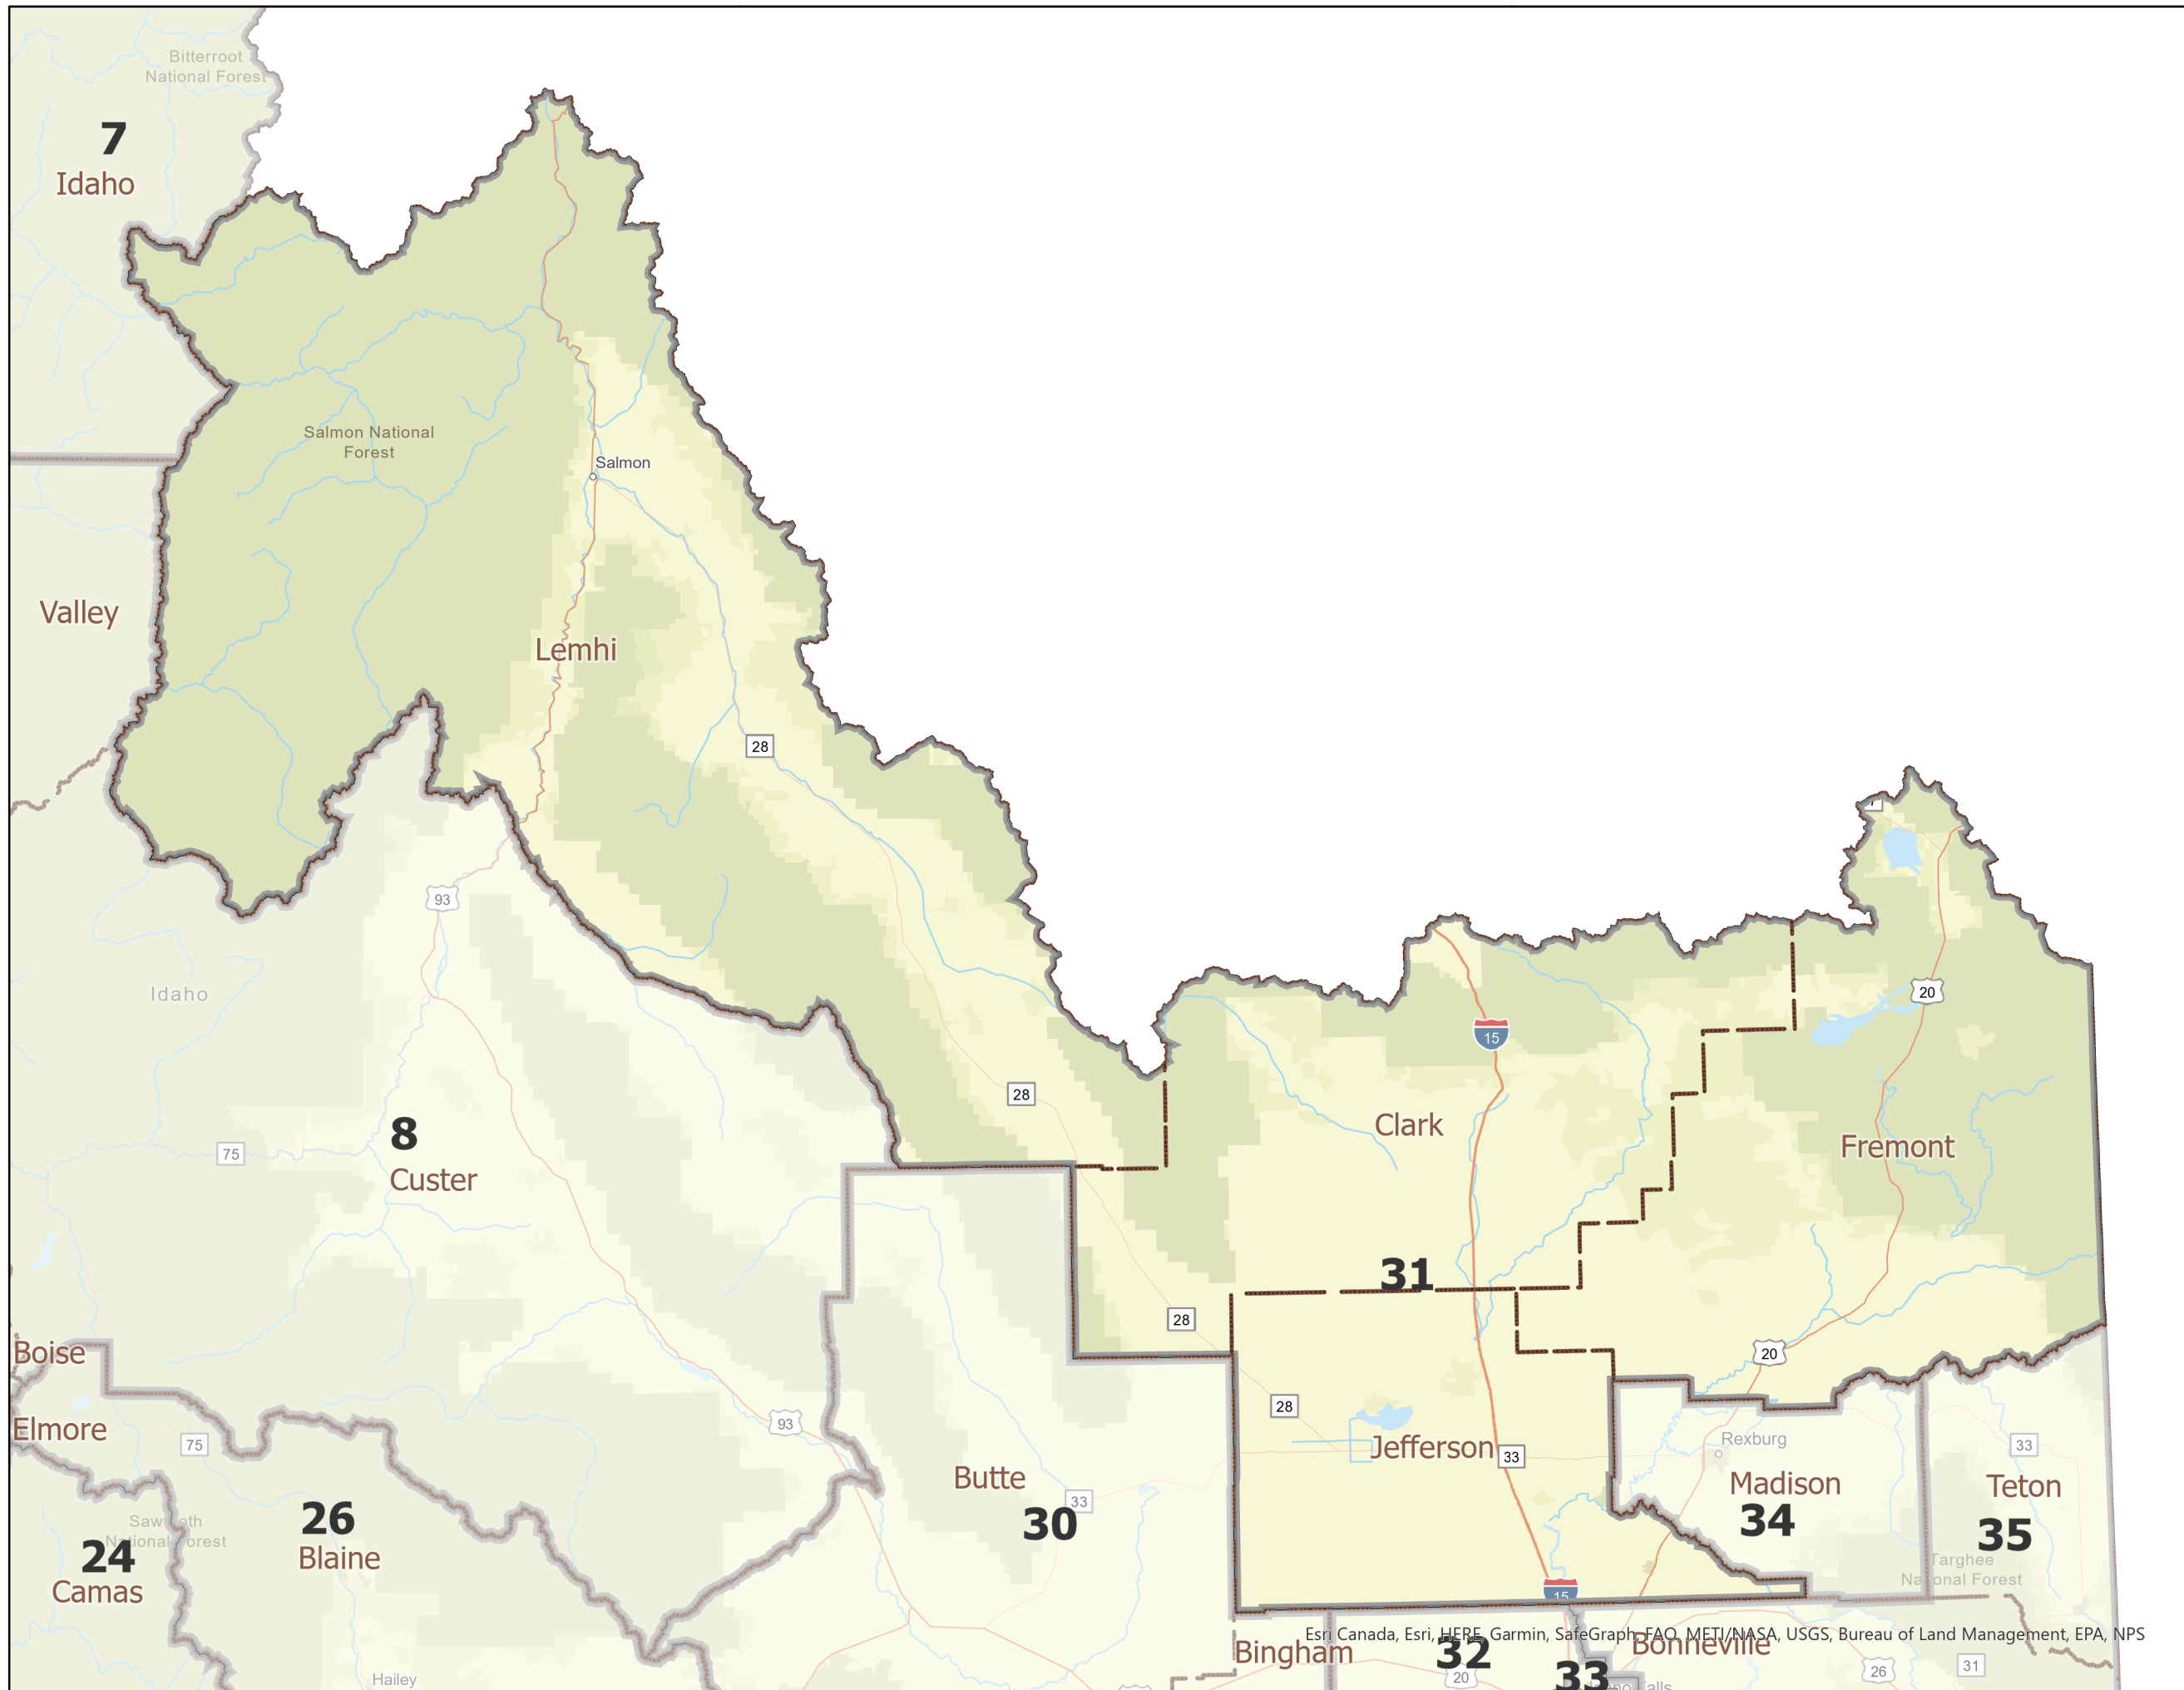 Bitterroot
National Forest
7
Idaho
Salmon National
Forest
Salmon
Valley
Lemhi
28
93
Idaho
20
15
28
Clark
8
Fremont
75
Custer
31
28
Boise
20
28
93
Elmore
75
Jefferson
33
Rexburg
33
Butte
Madison
Teton
33
26
34
30
35
Sawtooth
National Forest
24
Blaine
Targhee
National Forest
Camas
15
Esri Canada, Esri, HERE, Garmin, SafeGraph, FAO, METI/NASA, USGS, Bureau of Land Management, EPA, NPS
Bingham
32
Bonneville
33
Hailey
20
26
31